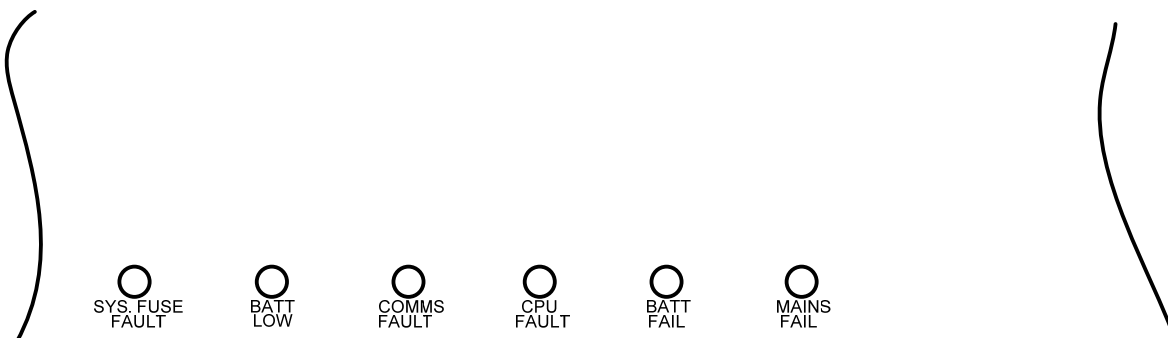 SYS. FUSE
FAULT
BATT
LOW
COMMS
FAULT
CPU
FAULT
BATT
FAIL
MAINS
FAIL